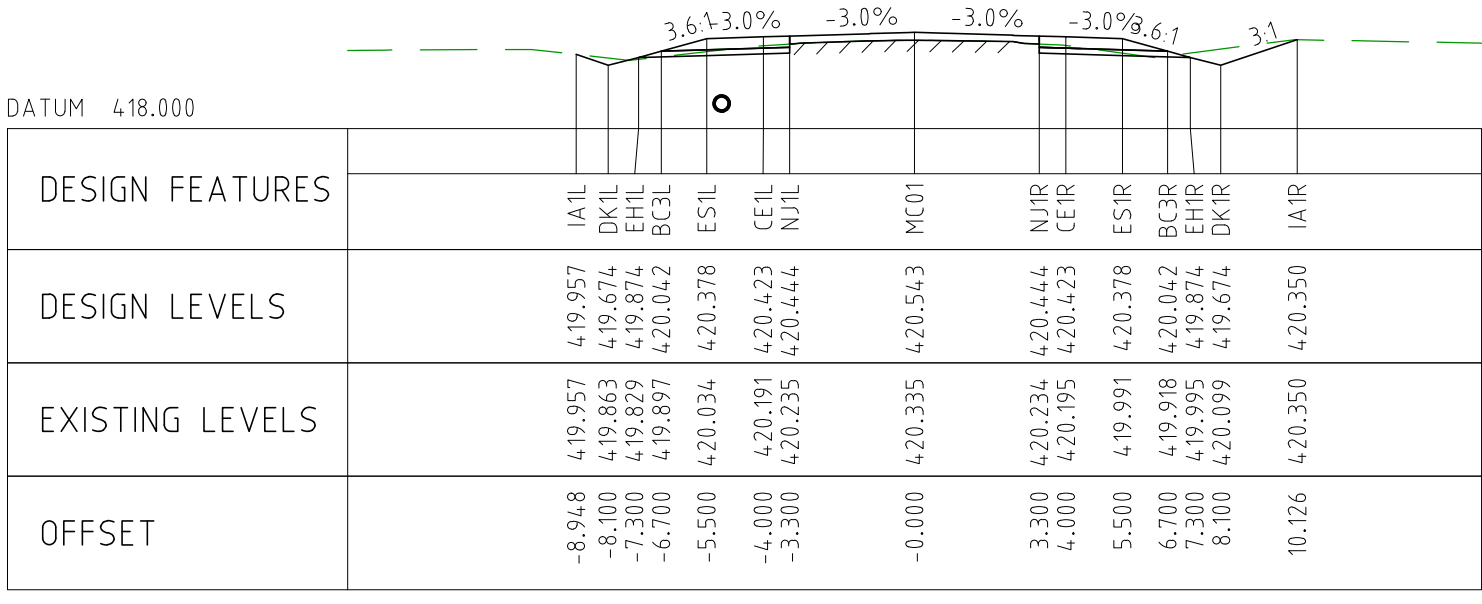 3.6:1 -3.0% -3.0% -3.0% -3.0% 3.6:1 3:1
DATUM 418.000
DESIGN FEATURES IA1L DK1L EH1L BC3L ES1L CE1L NJ1L MC01 NJ1R CE1R ES1R BC3R EH1R DK1R IA1R
DESIGN LEVELS 419.957 419.674 419.874 420.042 420.378 420.423 420.444 420.543 420.444 420.423 420.378 420.042 419.874 419.674 420.350
EXISTING LEVELS 419.957 419.863 419.829 419.897 420.034 420.191 420.235 420.335 420.234 420.195 419.991 419.918 419.995 420.099 420.350
OFFSET -8.948 -8.100 -7.300 -6.700 -5.500 -4.000 -3.300 -0.000 3.300 4.000 5.500 6.700 7.300 8.100 10.126